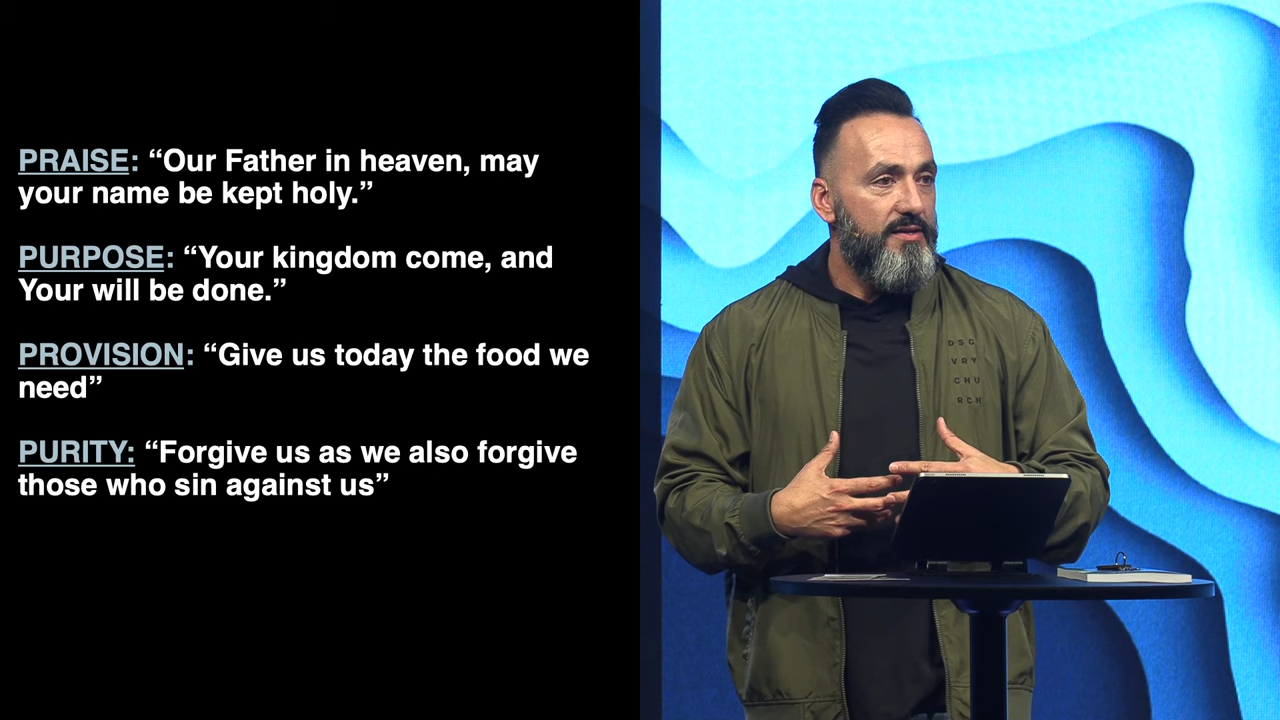 PRAISE: “Our Father in heaven, may
your name be kept holy.”
PURPOSE: “Your kingdom come, and
Your will be done.”
PROVISION: “Give us today the food we
need”
PURITY: “Forgive us as we also forgive
those who sin against us”
DSC
VRY
CHU
RCH